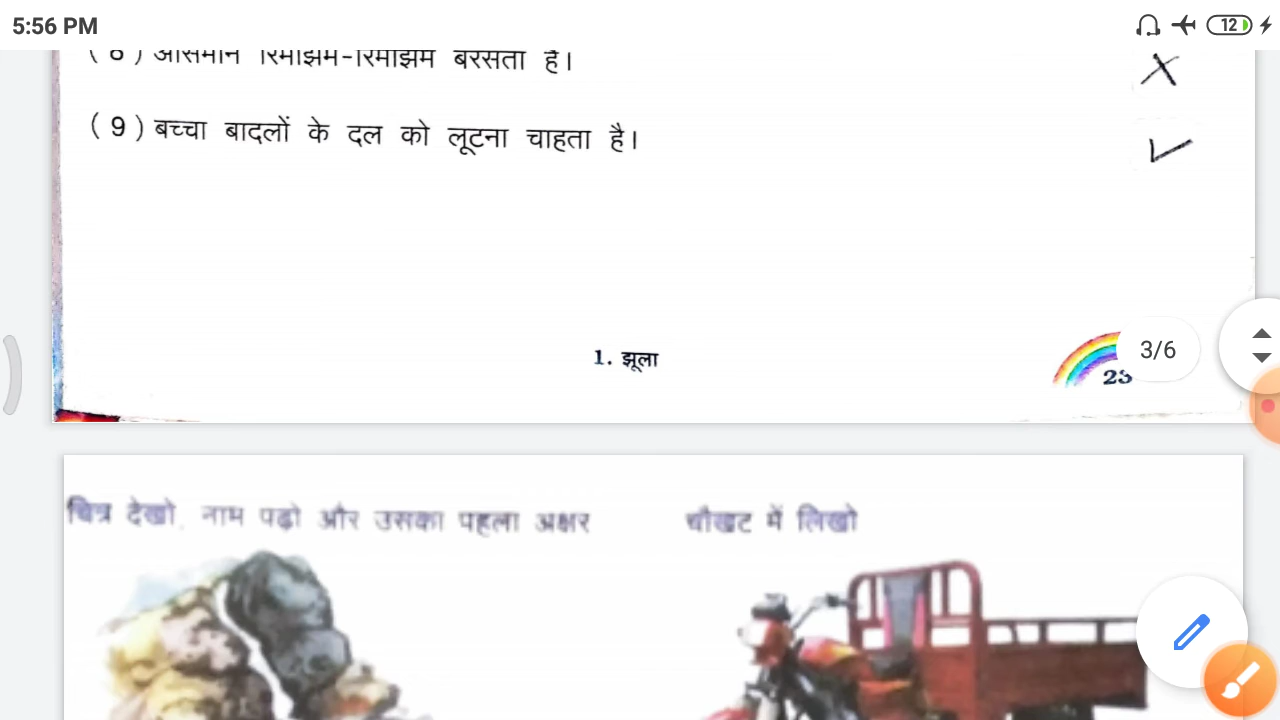 5:56 PM
12
(8) आसमान रिमझिम-रिमझिम बरसता है।
(9) बच्चा बादलों के दल को लूटना चाहता है।
1. झूला
3/6
चित्र देखो, नाम पढ़ो और उसका पहला अक्षर चौखट में लिखो